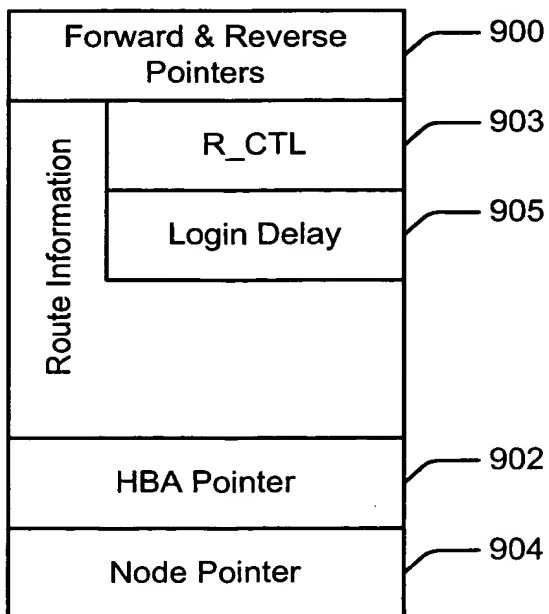 Forward & Reverse
Pointers
900
Route Information
R_CTL
903
Login Delay
905
HBA Pointer
902
Node Pointer
904